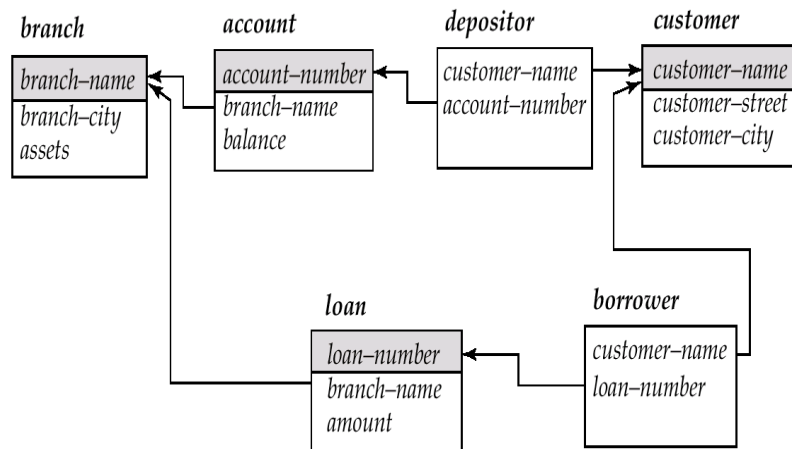 branch
branch–name
branch–city
assets
account
account–number
branch–name
balance
depositor
customer–name
account–number
customer
customer–name
customer–street
customer–city
loan
loan–number
branch–name
amount
borrower
customer–name
loan–number